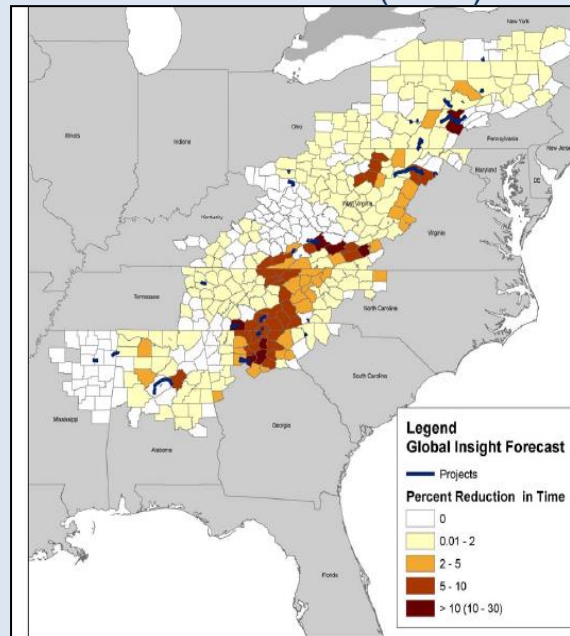 New York
Illinois
Indiana
Ohio
Pennsylvania
New Jersey
Maryland
DE
West Virginia
Kentucky
Virginia
Tennessee
North Carolina
South Carolina
Mississippi
Alabama
Georgia
Florida
Legend
Global Insight Forecast
Projects
Percent Reduction in Time
0
0.01 - 2
2 - 5
5 - 10
> 10 (10 - 30)